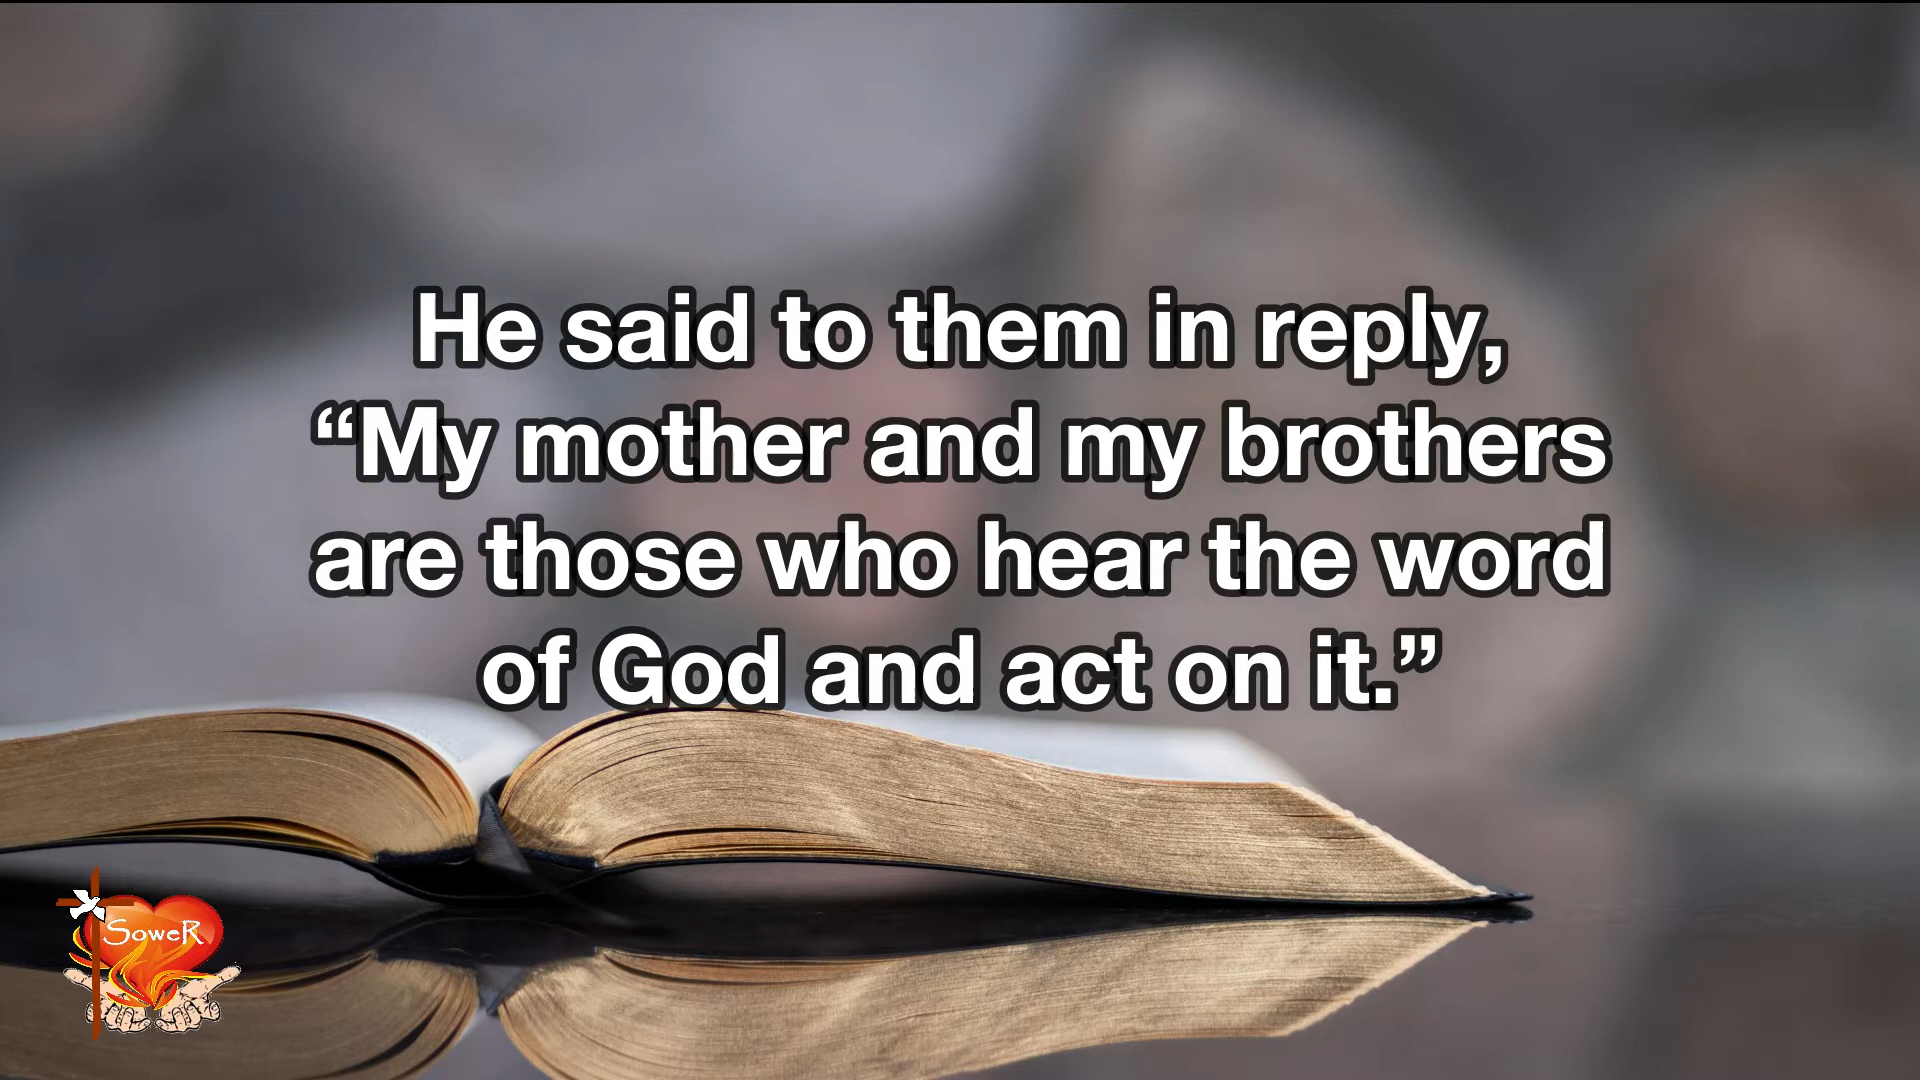 He said to them in reply,
“My mother and my brothers
are those who hear the word
of God and act on it.”
SoweR